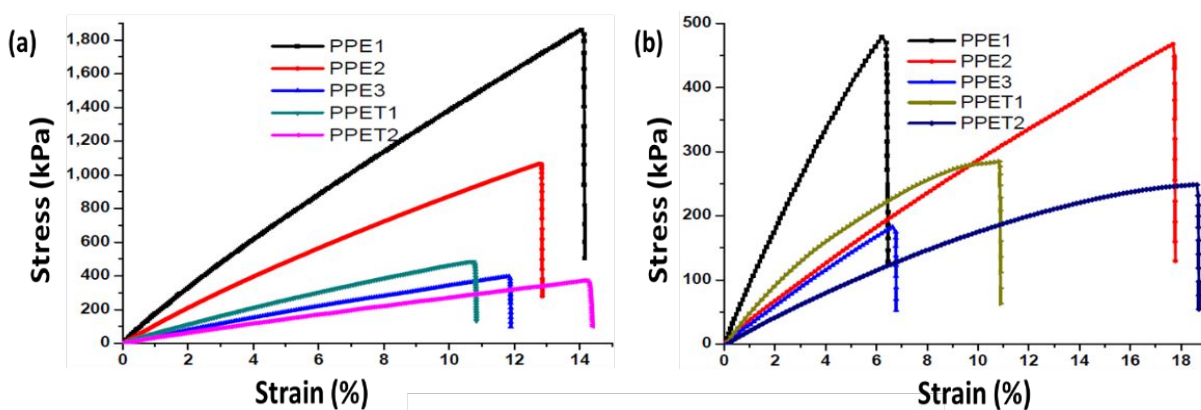 (a)
Stress (kPa)
1,800
1,600
1,400
1,200
1,000
800
600
400
200
0
PPE1
PPE2
PPE3
PPET1
PPET2
0 2 4 6 8 10 12 14
Strain (%)
(b)
Stress (kPa)
500
400
300
200
100
0
PPE1
PPE2
PPE3
PPET1
PPET2
0 2 4 6 8 10 12 14 16 18
Strain (%)